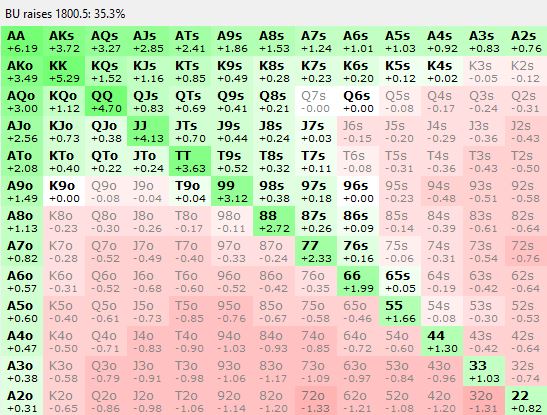 BU raises 1800.5: 35.3%
AA AKs AQs AJs ATs A9s A8s A7s A6s A5s A4s A3s A2s
+6.19 +3.72 +3.27 +2.85 +2.41 +1.86 +1.53 +1.24 +1.01 +1.03 +0.92 +0.83 +0.76
AKo KK KQs KJs KTs K9s K8s K7s K6s K5s K4s K3s K2s
+3.49 +5.29 +1.52 +1.16 +0.85 +0.49 +0.28 +0.23 +0.20 +0.12 +0.02 -0.05 -0.12
AQo KQo QQ QJs QTs Q9s Q8s Q7s Q6s Q5s Q4s Q3s Q2s
+3.00 +1.12 +4.70 +0.83 +0.69 +0.41 +0.21 -0.00 +0.00 -0.08 -0.17 -0.24 -0.31
AJo KJo QJo JJ JTs J9s J8s J7s J6s J5s J4s J3s J2s
+2.56 +0.73 +0.38 +4.13 +0.70 +0.44 +0.24 +0.03 -0.15 -0.20 -0.29 -0.36 -0.43
ATo KTo QTo JTo TT T9s T8s T7s T6s T5s T4s T3s T2s
+2.08 +0.40 +0.22 +0.24 +3.63 +0.52 +0.32 +0.11 -0.08 -0.31 -0.36 -0.43 -0.50
A9o K9o Q9o J9o T9o 99 98s 97s 96s 95s 94s 93s 92s
+1.49 +0.00 -0.08 -0.04 +0.04 +3.12 +0.38 +0.18 +0.00 -0.23 -0.48 -0.51 -0.58
A8o K8o Q8o J8o T8o 98o 88 87s 86s 85s 84s 83s 82s
+1.13 -0.23 -0.30 -0.26 -0.17 -0.11 +2.72 +0.26 +0.09 -0.14 -0.39 -0.61 -0.64
A7o K7o Q7o J7o T7o 97o 87o 77 76s 75s 74s 73s 72s
+0.82 -0.28 -0.52 -0.49 -0.40 -0.33 -0.24 +2.33 +0.16 -0.06 -0.31 -0.54 -0.76
A6o K6o Q6o J6o T6o 96o 86o 76o 66 65s 64s 63s 62s
+0.57 -0.31 -0.52 -0.68 -0.60 -0.52 -0.42 -0.35 +1.99 +0.05 -0.19 -0.42 -0.64
A5o K5o Q5o J5o T5o 95o 85o 75o 65o 55 54s 53s 52s
+0.60 -0.40 -0.61 -0.73 -0.85 -0.76 -0.67 -0.58 -0.46 +1.66 -0.08 -0.30 -0.53
A4o K4o Q4o J4o T4o 94o 84o 74o 64o 54o 44 43s 42s
+0.47 -0.50 -0.71 -0.83 -0.90 -1.03 -0.93 -0.85 -0.72 -0.60 +1.30 -0.42 -0.64
A3o K3o Q3o J3o T3o 93o 83o 73o 63o 53o 43o 33 32s
+0.38 -0.58 -0.79 -0.91 -0.98 -1.06 -1.17 -1.09 -0.97 -0.84 -0.96 +1.03 -0.74
A2o K2o Q2o J2o T2o 92o 82o 72o 62o 52o 42o 32o 22
+0.31 -0.65 -0.86 -0.98 -1.06 -1.14 -1.20 -1.33 -1.21 -1.08 -1.20 -1.31 +0.82